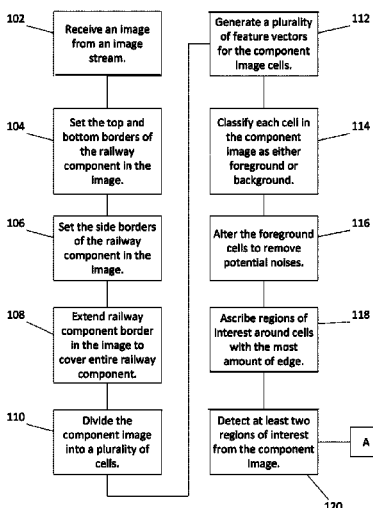 102
Receive an image
from an image
stream.
104
Set the top and
bottom borders of
the railway
component in the
image.
106
Set the side borders
of the railway
component in the
image.
108
Extend railway
component border
in the image to
cover entire railway
component.
110
Divide the
component image
into a plurality of
cells.
112
Generate a plurality
of feature vectors
for the component
image cells.
114
Classify each cell in
the component
image as either
foreground or
background.
116
Alter the foreground
cells to remove
potential noises.
118
Ascribe regions of
interest around cells
with the most
amount of edge.
Detect at least two
regions of interest
from the component
image.
A
120